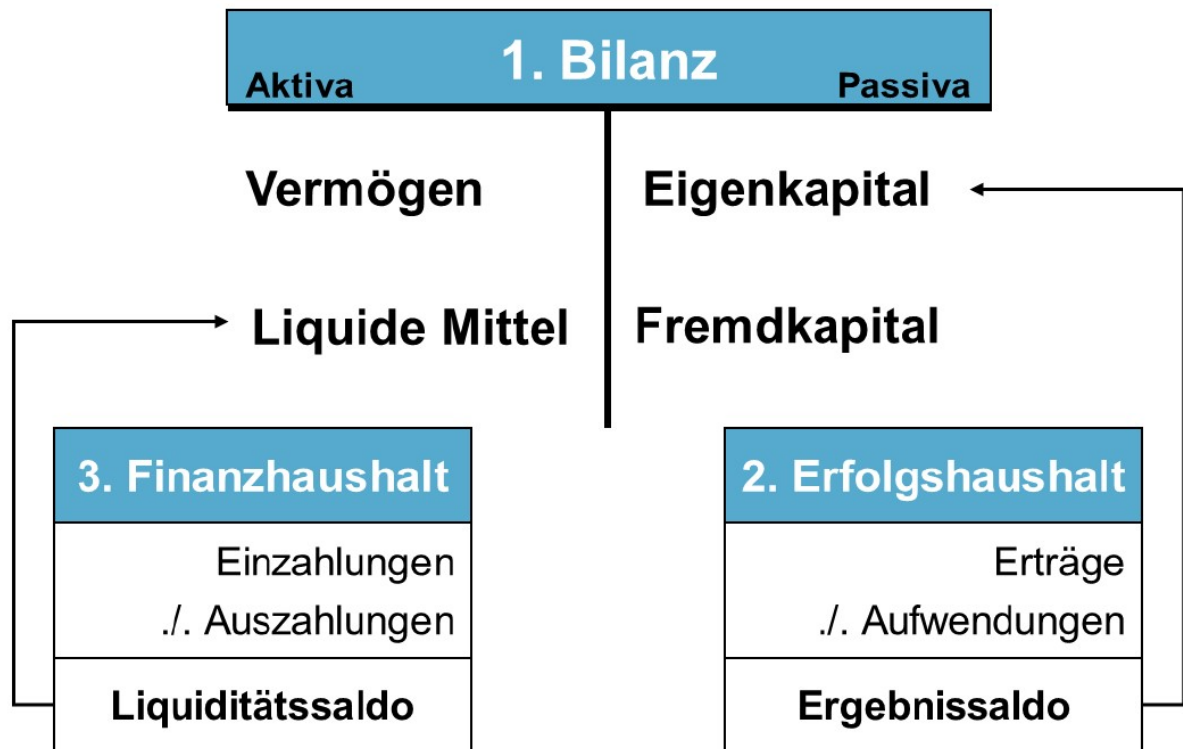 1. Bilanz
Aktiva Passiva
Vermögen Eigenkapital
Liquide Mittel Fremdkapital
3. Finanzhaushalt
Einzahlungen
./. Auszahlungen
Liquiditätssaldo
2. Erfolgshaushalt
Erträge
./. Aufwendungen
Ergebnissaldo